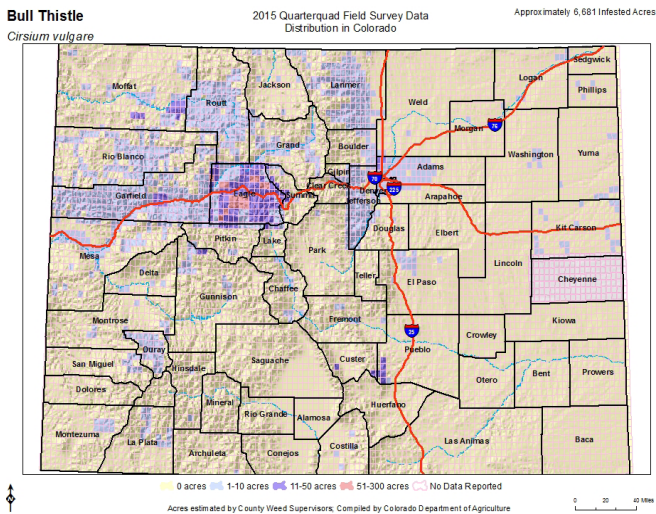 Bull Thistle
Cirsium vulgare
2015 Quarterquad Field Survey Data
Distribution in Colorado
Approximately 6,681 Infested Acres
Sedgwick
Logan
Moffat
Jackson
Larimer
Phillips
Routt
Weld
Morgan
76
Grand
Boulder
Rio Blanco
Washington
Yuma
Adams
Gilpin
70
Clear Creek
Denver
225
Garfield
Eagle
Summit
Jefferson
Arapahoe
Douglas
Elbert
Kit Carson
Pitkin
Lake
Park
Mesa
Lincoln
Delta
Teller
Cheyenne
El Paso
Gunnison
Chaffee
Montrose
Fremont
Kiowa
25
Crowley
Ouray
Pueblo
San Miguel
Hinsdale
Saguache
Custer
Bent
Prowers
Otero
Dolores
Mineral
Huerfano
Rio Grande
Alamosa
Montezuma
La Plata
Las Animas
Baca
Archuleta
Conejos
Costilla
0 acres
1-10 acres
11-50 acres
51-300 acres
No Data Reported
N
Acres estimated by County Weed Supervisors; Compiled by Colorado Department of Agriculture
0 20 40 Miles